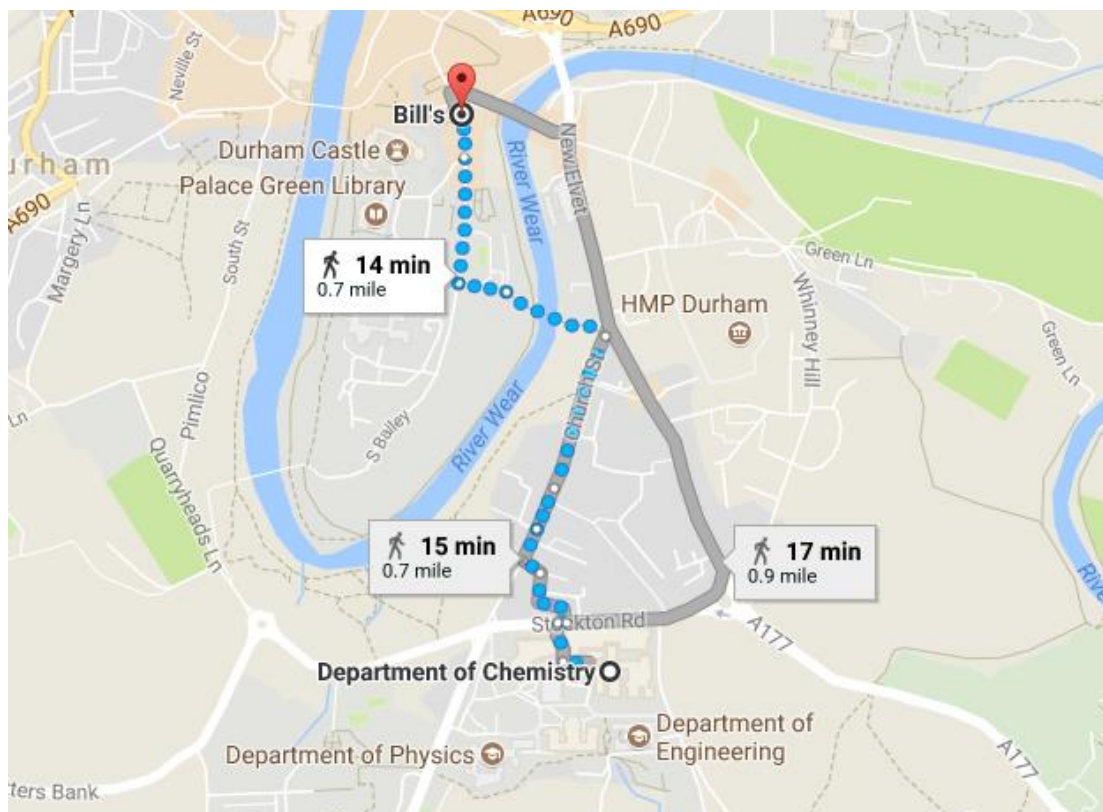 A690
A690
Neville St
Bill's
Durham Castle
Palace Green Library
urham
A690
Margery Ln
South St
New Elvet
River Wear
Green Ln
14 min
0.7 mile
HMP Durham
Whinney Hill
Green Ln
Pimlico
Church St
Ln
S Bailey
River Wear
Quarryheads Ln
15 min
0.7 mile
17 min
0.9 mile
Stockton Rd
A177
Department of Chemistry
Department of Physics
Department of
Engineering
A177
ters Bank